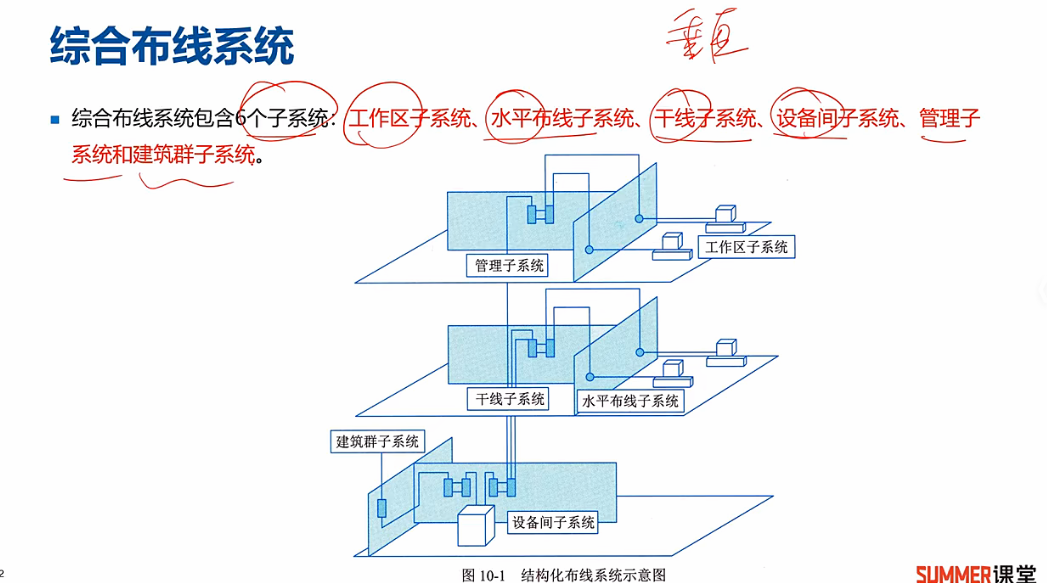 综合布线系统
垂直
综合布线系统包含6个子系统：工作区子系统、水平布线子系统、干线子系统、设备间子系统、管理子
系统和建筑群子系统。
工作区子系统
管理子系统
干线子系统
水平布线子系统
建筑群子系统
设备间子系统
图 10-1 结构化布线系统示意图
2
SUMMER课堂